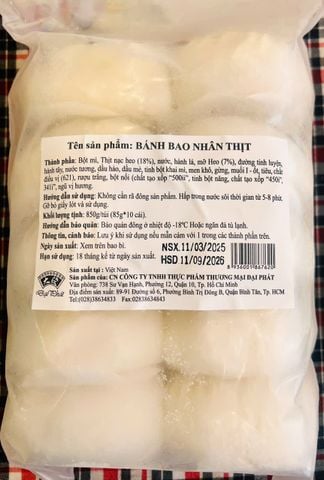 Tên sản phẩm: BÁNH BAO NHÂN THỊT
Thành phần: Bột mì, Thịt nạc heo (18%), nước, hành lá, mỡ Heo (7%), đường tinh luyện,
hành tây, nước tương, dầu hào, dầu mè, tinh bột khoai mì, men khô, gừng, muối I - ốt, tiêu, chất
điều vị (621), rượu trắng, bột nổi (chất tạo xốp "500ii", tinh bột năng, chất tạo xốp "450i",
341i", ngũ vị hương.
Hướng dẫn sử dụng: Không cần rã đông sản phẩm. Hấp trong nước sôi thời gian từ 5-8 phút,
Gỡ bỏ giấy lót và sử dụng.
Khối lượng tịnh: 850g/túi (85g*10 cái).
Hướng dẫn bảo quản: Bảo quản đông ở nhiệt độ -18°C Hoặc ngăn đá tủ lạnh.
Thông tin, cảnh báo: Lưu ý khi sử dụng nếu mẫn cảm với 1 trong các thành phần trên.
Ngày sản xuất: Xem trên bao bì.
NSX.11/03/2025
Hạn sử dụng: 18 tháng kể từ ngày sản xuất.
HSD 11/09/2026
8 936001 867620
Sản xuất tại: Việt Nam
Sản phẩm của: CN CÔNG TY TNHH THỰC PHẨM THƯƠNG MẠI ĐẠI PHÁT
Văn phòng: 738 Sư Vạn Hạnh, Phường 12, Quận 10, Tp. Hồ Chí Minh
Địa điểm sản xuất: 89-91 Đường số 6, Phường Bình Trị Đông B, Quận Bình Tân, Tp. HCM
Tel: (028)38634833 Fax: (028)38634843
Đại Phát